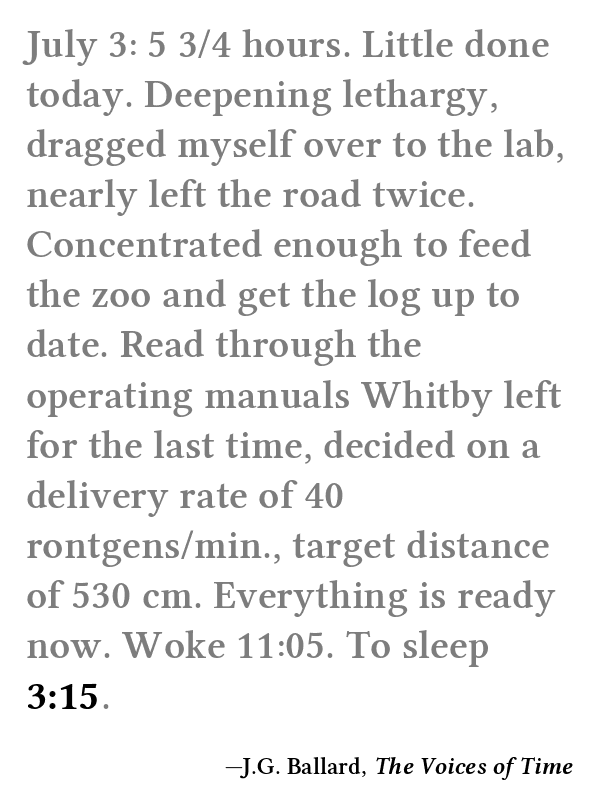 July 3: 5 3/4 hours. Little done
today. Deepening lethargy,
dragged myself over to the lab,
nearly left the road twice.
Concentrated enough to feed
the zoo and get the log up to
date. Read through the
operating manuals Whitby left
for the last time, decided on a
delivery rate of 40
rontgens/min., target distance
of 530 cm. Everything is ready
now. Woke 11:05. To sleep
3:15.
—J.G. Ballard, The Voices of Time